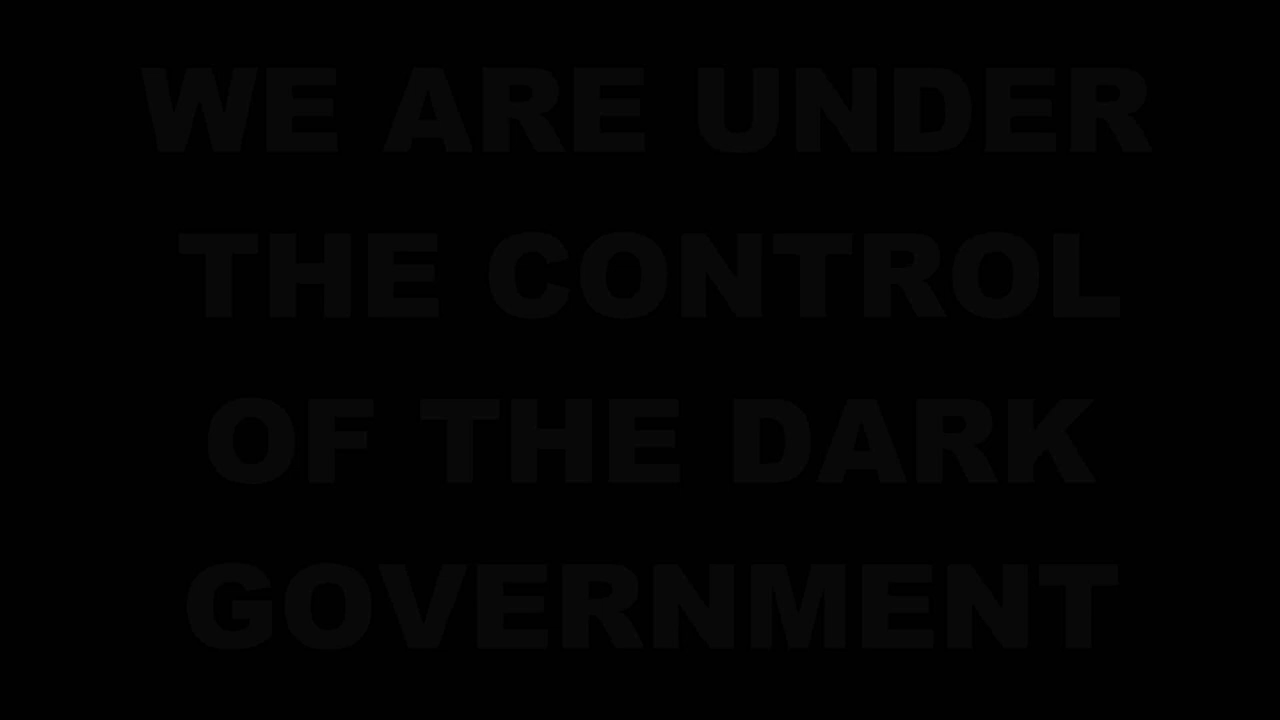 WE ARE UNDER
THE CONTROL
OF THE DARK
GOVERNMENT